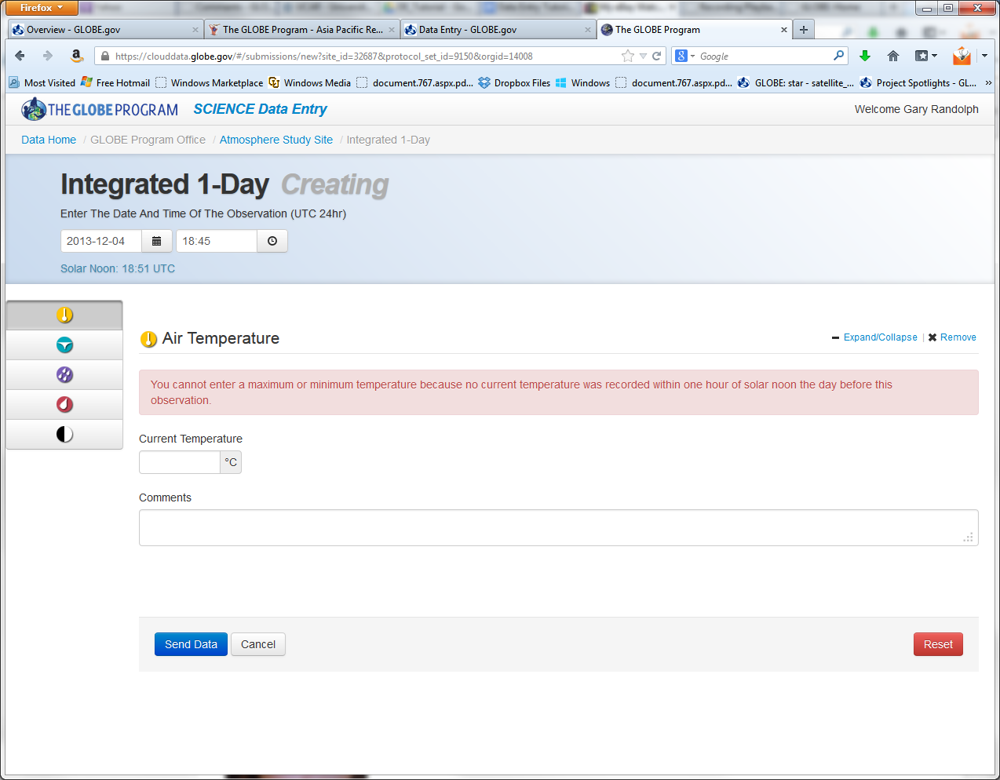 Firefox
Overview - GLOBE.gov
The GLOBE Program - Asia Pacific Re...
Data Entry - GLOBE.gov
The GLOBE Program
https://clouddata.globe.gov/#/submissions/new?site_id=32687&protocol_set_id=9150&orgid=14008
Google
Most Visited Free Hotmail Windows Marketplace Windows Media document.767.aspx.pd... Dropbox Files Windows document.767.aspx.pd... GLOBE: star - satellite_... Project Spotlights - GL... »
THE GLOBE PROGRAM SCIENCE Data Entry
Welcome Gary Randolph
Data Home / GLOBE Program Office / Atmosphere Study Site / Integrated 1-Day
Integrated 1-Day Creating
Enter The Date And Time Of The Observation (UTC 24hr)
2013-12-04 18:45
Solar Noon: 18:51 UTC
Air Temperature
Expand/Collapse | Remove
You cannot enter a maximum or minimum temperature because no current temperature was recorded within one hour of solar noon the day before this
observation.
Current Temperature
°C
Comments
Send Data Cancel Reset